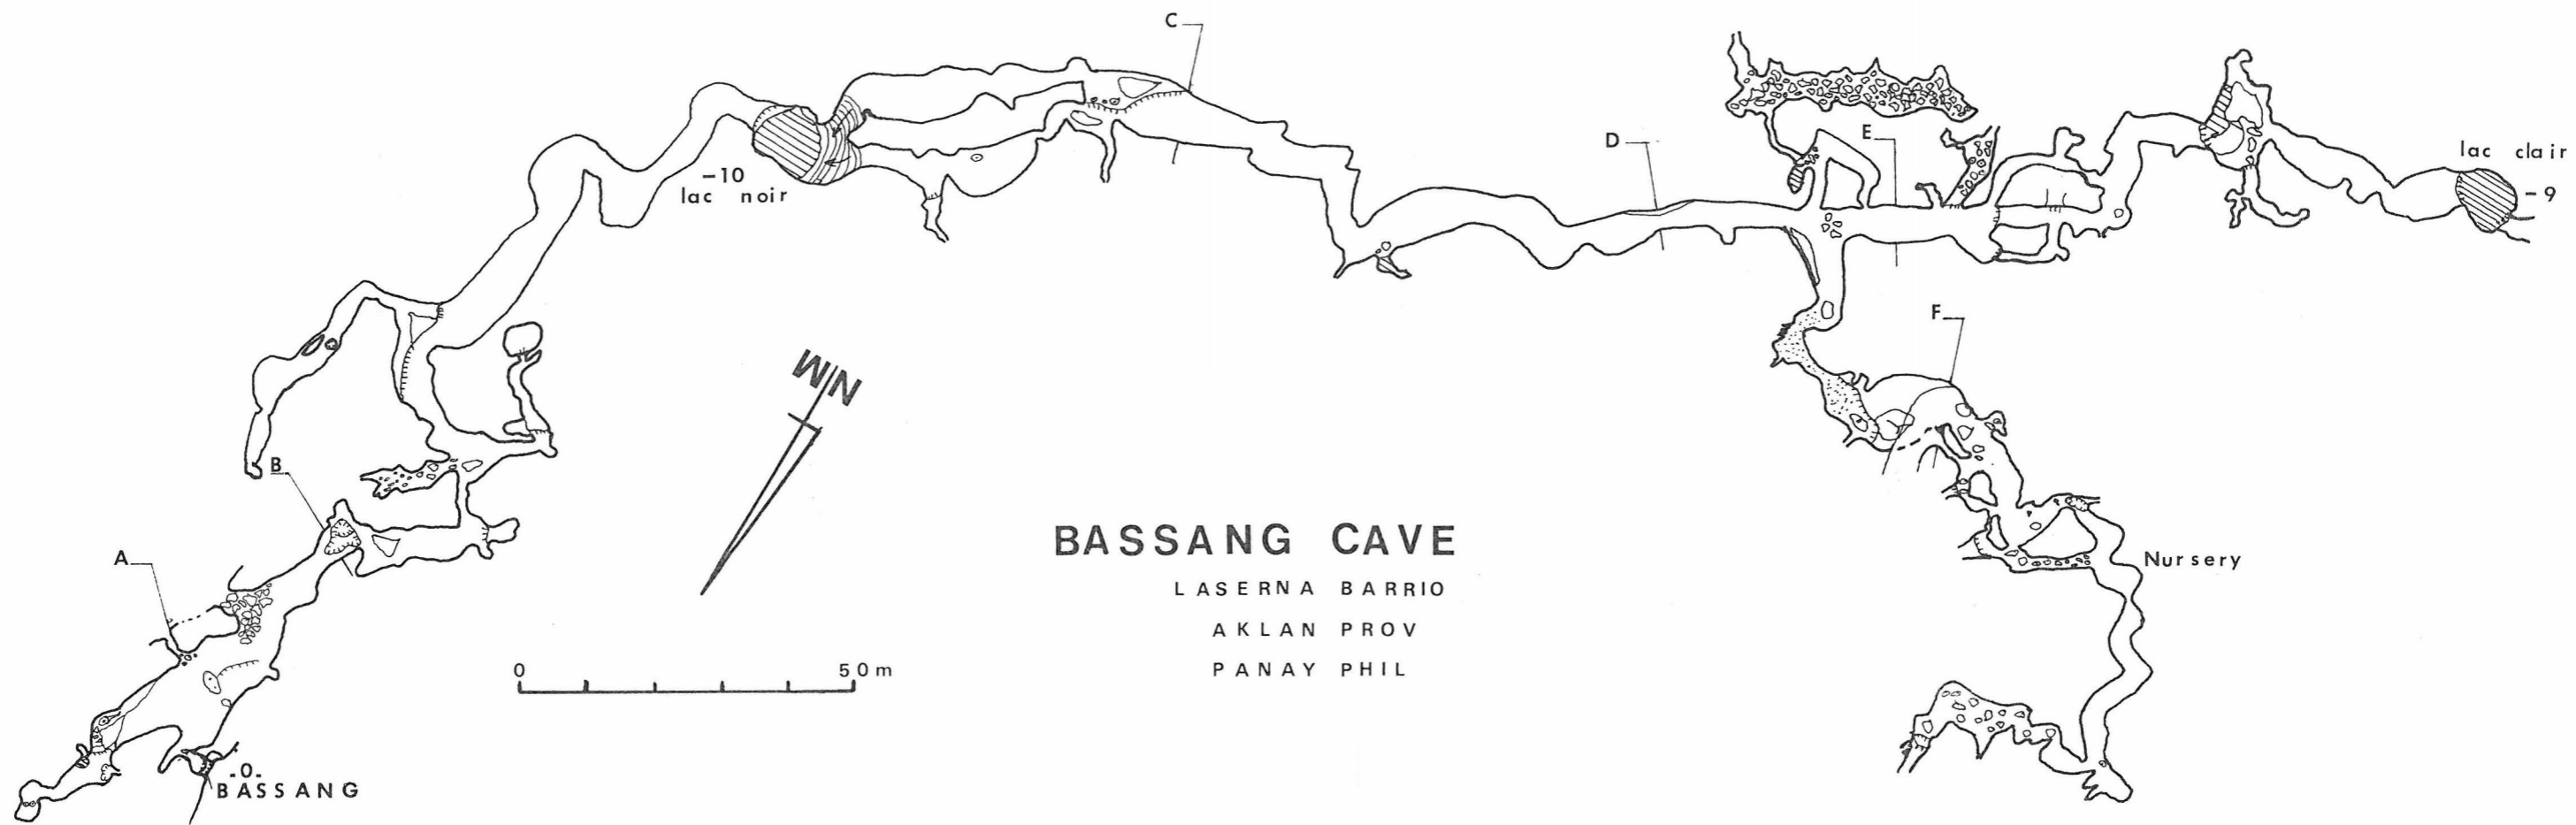 C
D
E
lac clair
-9
-10
lac noir
F
NM
B
A
BASSANG CAVE
LASERNA BARRIO
AKLAN PROV
PANAY PHIL
Nursery
0 50m
.0.
BASSANG